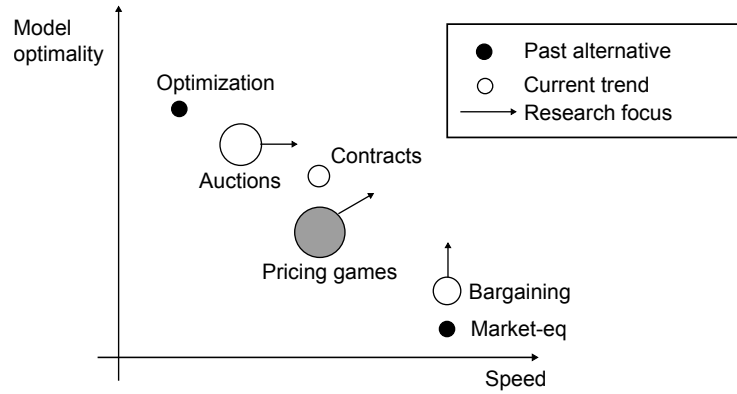 Model
optimality
Optimization
Auctions
Contracts
Pricing games
Bargaining
Market-eq
Speed
Past alternative
Current trend
Research focus